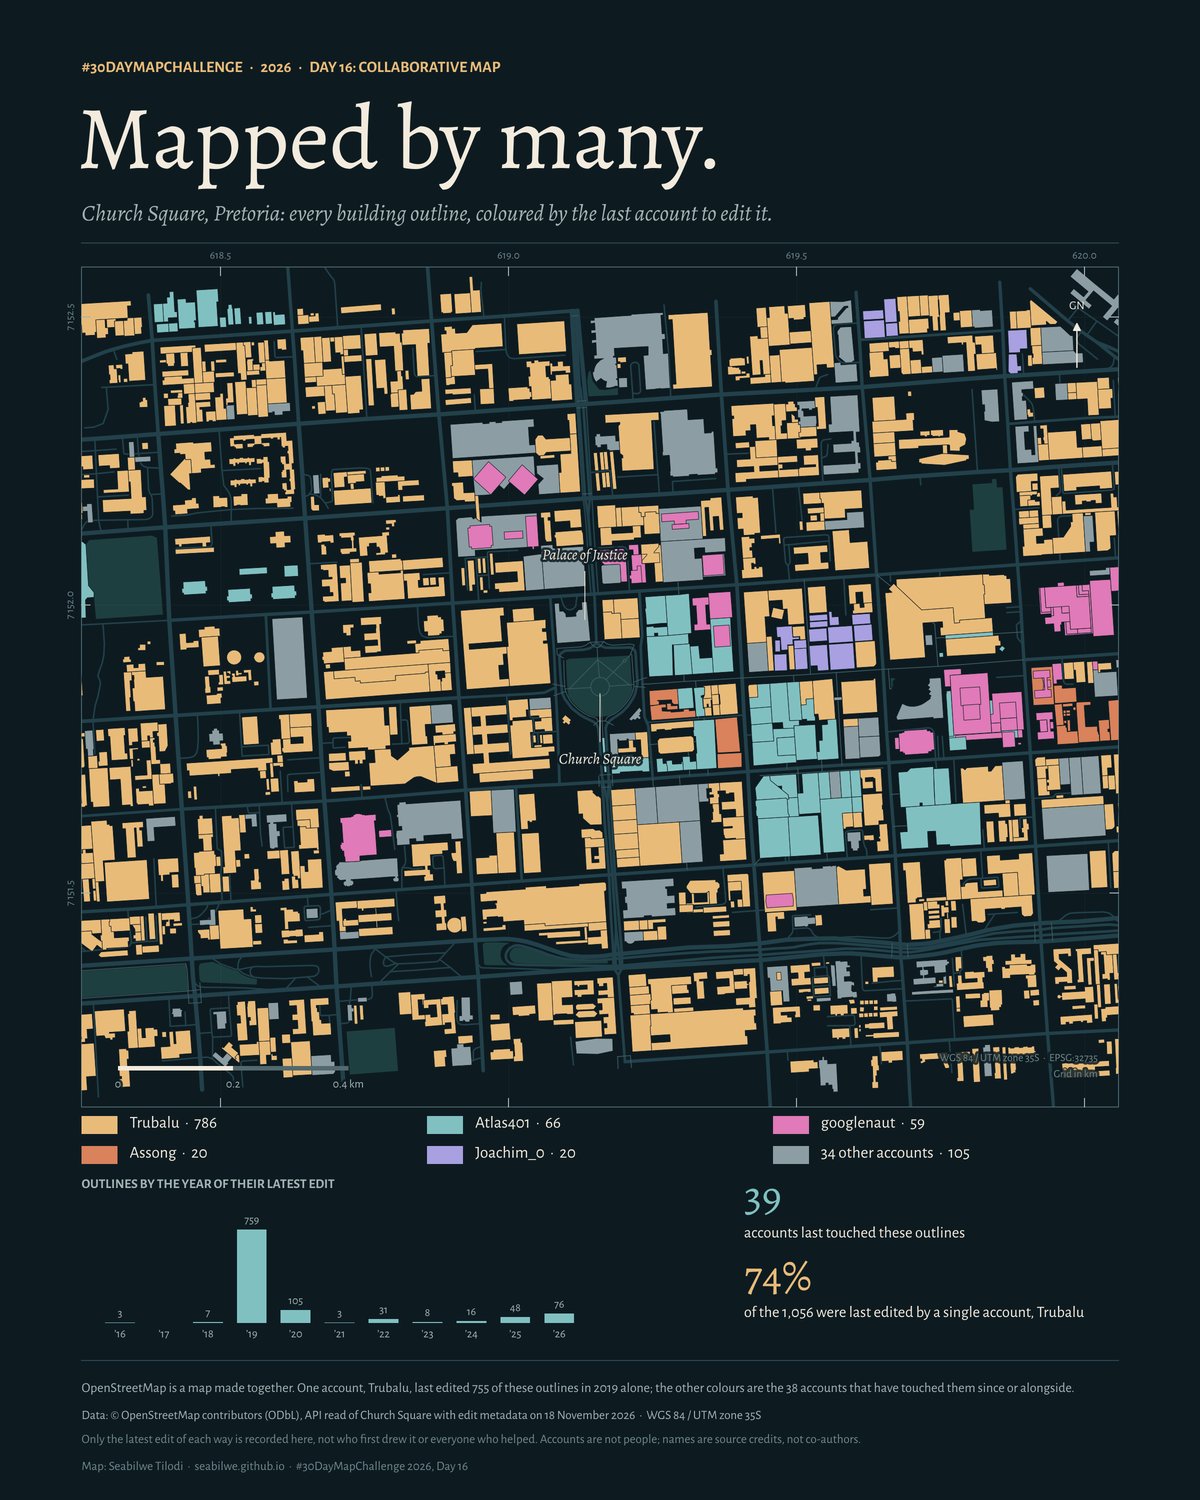 #30DAYMAPCHALLENGE · 2026 · DAY 16: COLLABORATIVE MAP
Mapped by many.
Church Square, Pretoria: every building outline, coloured by the last account to edit it.
618.5 619.0 619.5 620.0
7152.5
GN
7152.0
Palace of Justice
Church Square
7151.5
WGS 84 / UTM zone 35S · EPSG:32735
Grid in km
0 0.2 0.4 km
Trubalu · 786
Atlas401 · 66
googlenaut · 59
Assong · 20
Joachim_0 · 20
34 other accounts · 105
OUTLINES BY THE YEAR OF THEIR LATEST EDIT
3 7 759 105 3 31 8 16 48 76
'16 '17 '18 '19 '20 '21 '22 '23 '24 '25 '26
39
accounts last touched these outlines
74%
of the 1,056 were last edited by a single account, Trubalu
OpenStreetMap is a map made together. One account, Trubalu, last edited 755 of these outlines in 2019 alone; the other colours are the 38 accounts that have touched them since or alongside.
Data: © OpenStreetMap contributors (ODbL), API read of Church Square with edit metadata on 18 November 2026 · WGS 84 / UTM zone 35S
Only the latest edit of each way is recorded here, not who first drew it or everyone who helped. Accounts are not people; names are source credits, not co-authors.
Map: Seabilwe Tilodi · seabilwe.github.io · #30DayMapChallenge 2026, Day 16